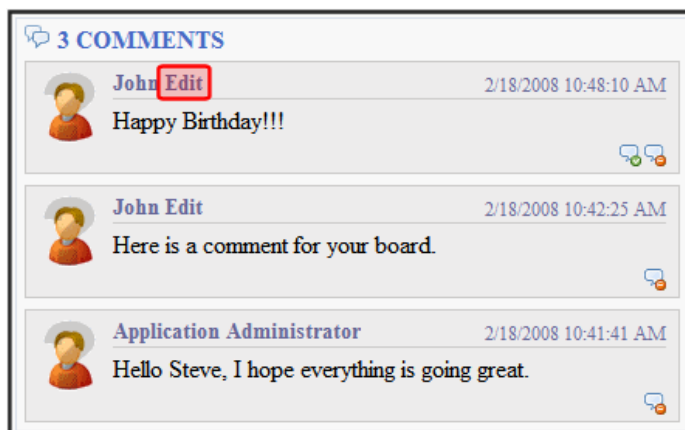 3 COMMENTS
John Edit 2/18/2008 10:48:10 AM
Happy Birthday!!!
John Edit 2/18/2008 10:42:25 AM
Here is a comment for your board.
Application Administrator 2/18/2008 10:41:41 AM
Hello Steve, I hope everything is going great.